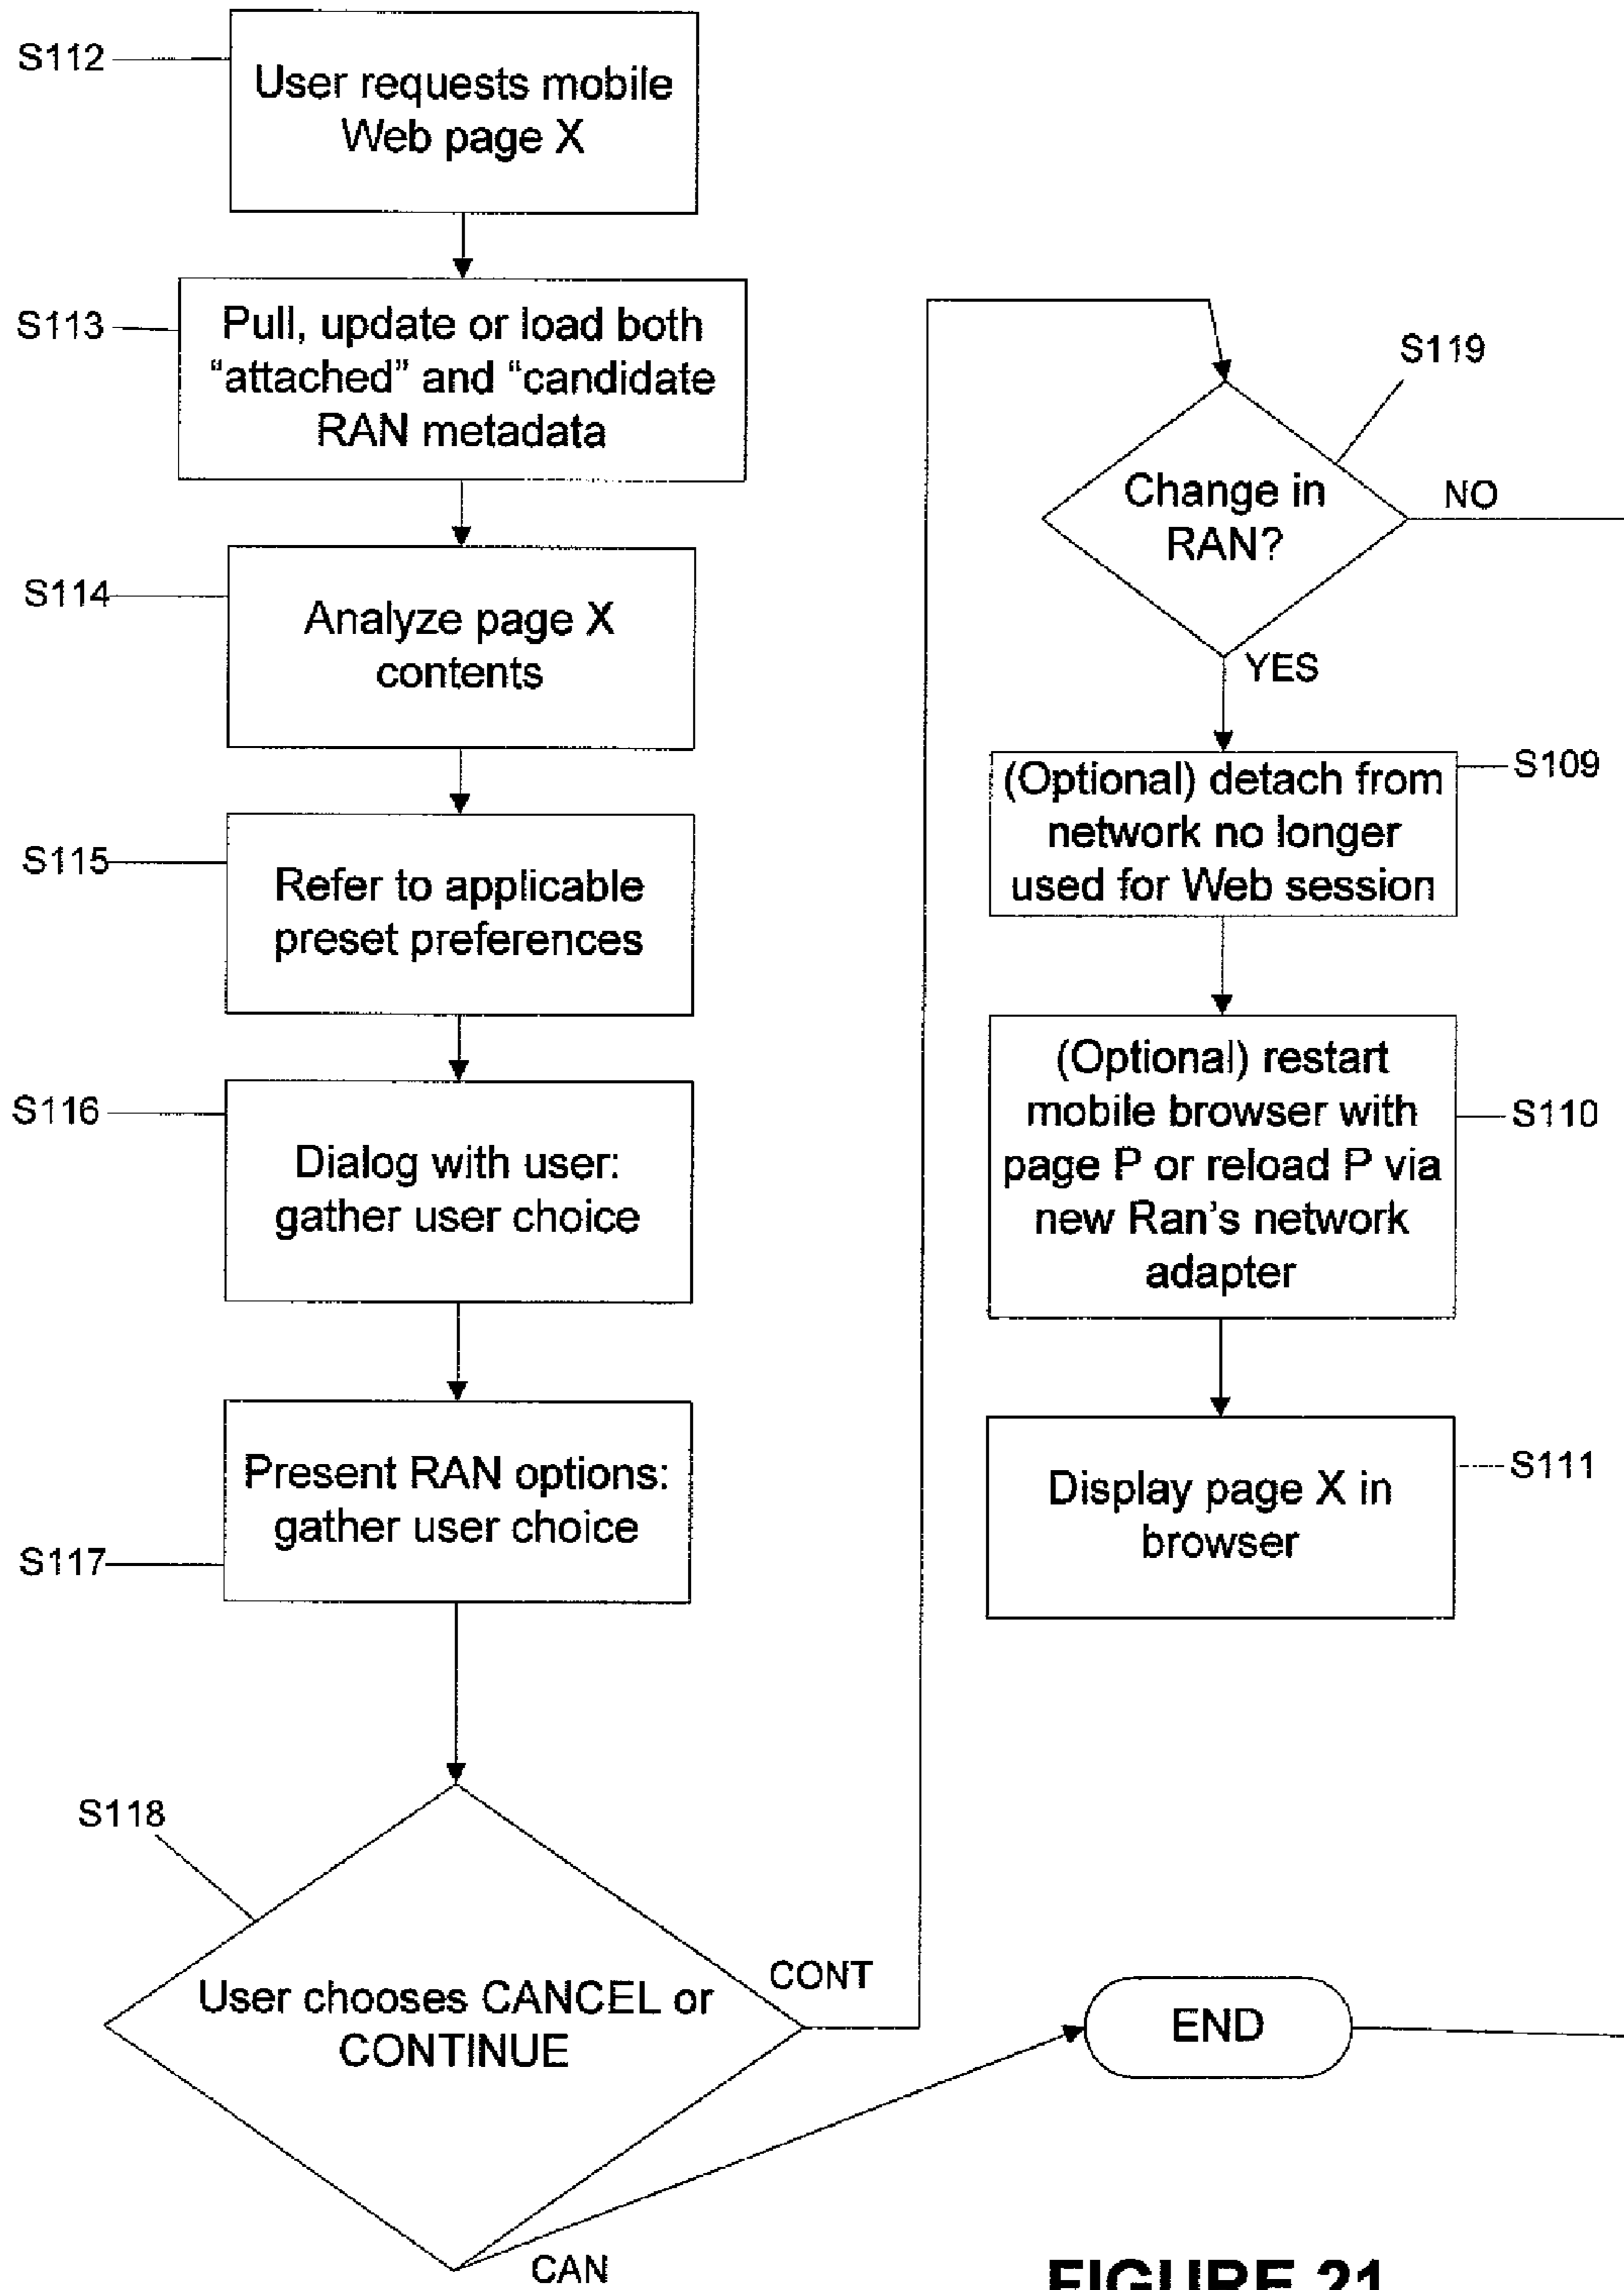 S112
User requests mobile
Web page X
S113
Pull, update or load both
“attached” and “candidate
RAN metadata
S114
Analyze page X
contents
S115
Refer to applicable
preset preferences
S116
Dialog with user:
gather user choice
S117
Present RAN options:
gather user choice
S118
User chooses CANCEL or
CONTINUE
CONT
CAN
S119
Change in
RAN?
NO
YES
S109
(Optional) detach from
network no longer
used for Web session
S110
(Optional) restart
mobile browser with
page P or reload P via
new Ran’s network
adapter
S111
Display page X in
browser
END
FIGURE 21